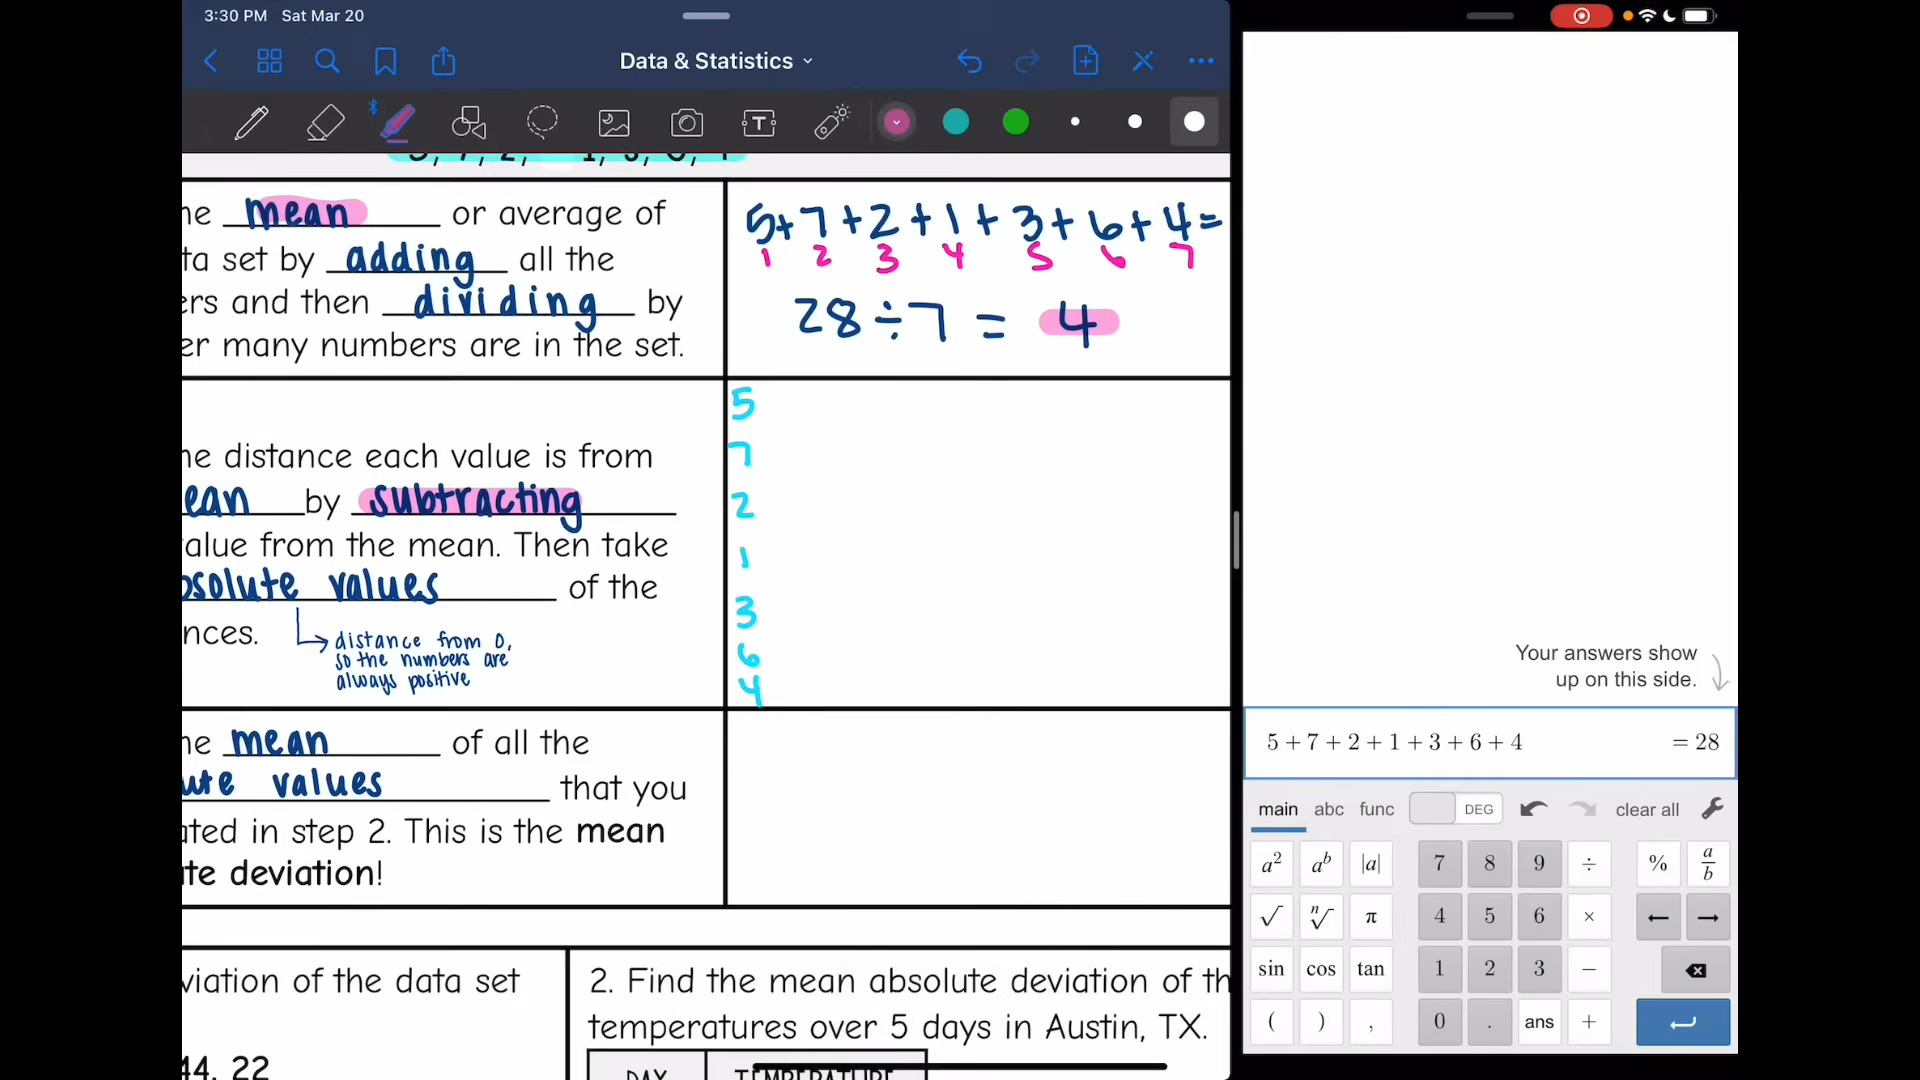 3:30 PM Sat Mar 20
Data & Statistics
mean or average of
ta set by adding all the
ers and then dividing by
er many numbers are in the set.
5+7+2+1+3+6+4=
1 2 3 4 5 6 7
28÷7 = 4
he distance each value is from
ean by subtracting
alue from the mean. Then take
bsolute values of the
nces.
distance from 0,
so the numbers are
always positive
5
7
2
1
3
6
4
he mean of all the
ute values that you
ated in step 2. This is the mean
te deviation!
viation of the data set
44, 22
2. Find the mean absolute deviation of th
temperatures over 5 days in Austin, TX.
DAY TEMPERATURE
Your answers show
up on this side.
5+7+2+1+3+6+4 =28
main abc func DEG clear all
a² aᵇ |a| 7 8 9 ÷ % a/b
√ ⁿ√ π 4 5 6 × ← →
sin cos tan 1 2 3 −
( ) , 0 . ans +